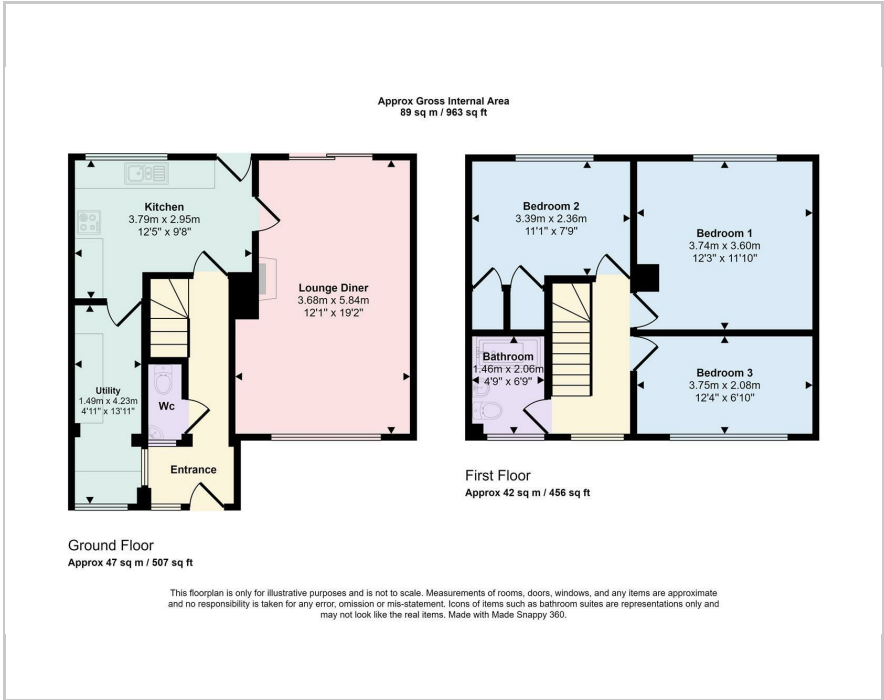 Approx Gross Internal Area
89 sq m / 963 sq ft
Kitchen
3.79m x 2.95m
12'5" x 9'8"
Lounge Diner
3.68m x 5.84m
12'1" x 19'2"
Utility
1.49m x 4.23m
4'11" x 13'11"
Wc
Entrance
Ground Floor
Approx 47 sq m / 507 sq ft
Bedroom 2
3.39m x 2.36m
11'1" x 7'9"
Bedroom 1
3.74m x 3.60m
12'3" x 11'10"
Bathroom
1.46m x 2.06m
4'9" x 6'9"
Bedroom 3
3.75m x 2.08m
12'4" x 6'10"
First Floor
Approx 42 sq m / 456 sq ft
This floorplan is only for illustrative purposes and is not to scale. Measurements of rooms, doors, windows, and any items are approximate
and no responsibility is taken for any error, omission or mis-statement. Icons of items such as bathroom suites are representations only and
may not look like the real items. Made with Made Snappy 360.